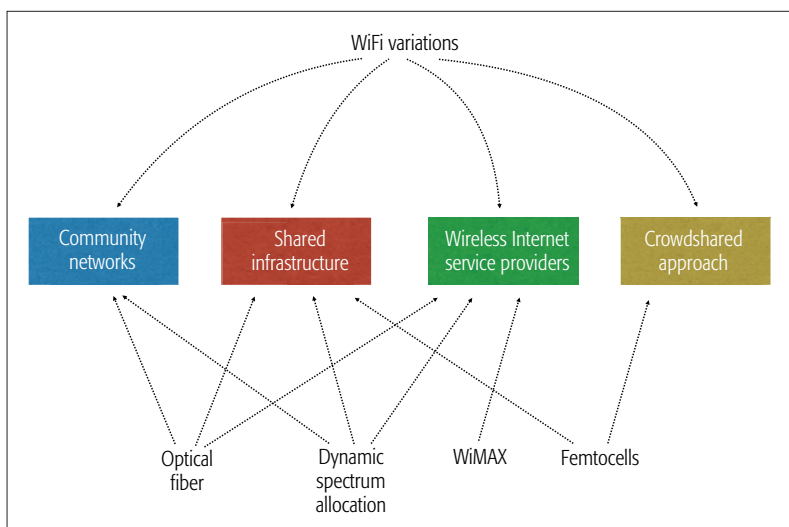 WiFi variations
Community
networks
Shared
infrastructure
Wireless Internet
service providers
Crowdshared
approach
Optical
fiber
Dynamic
spectrum
allocation
WiMAX
Femtocells